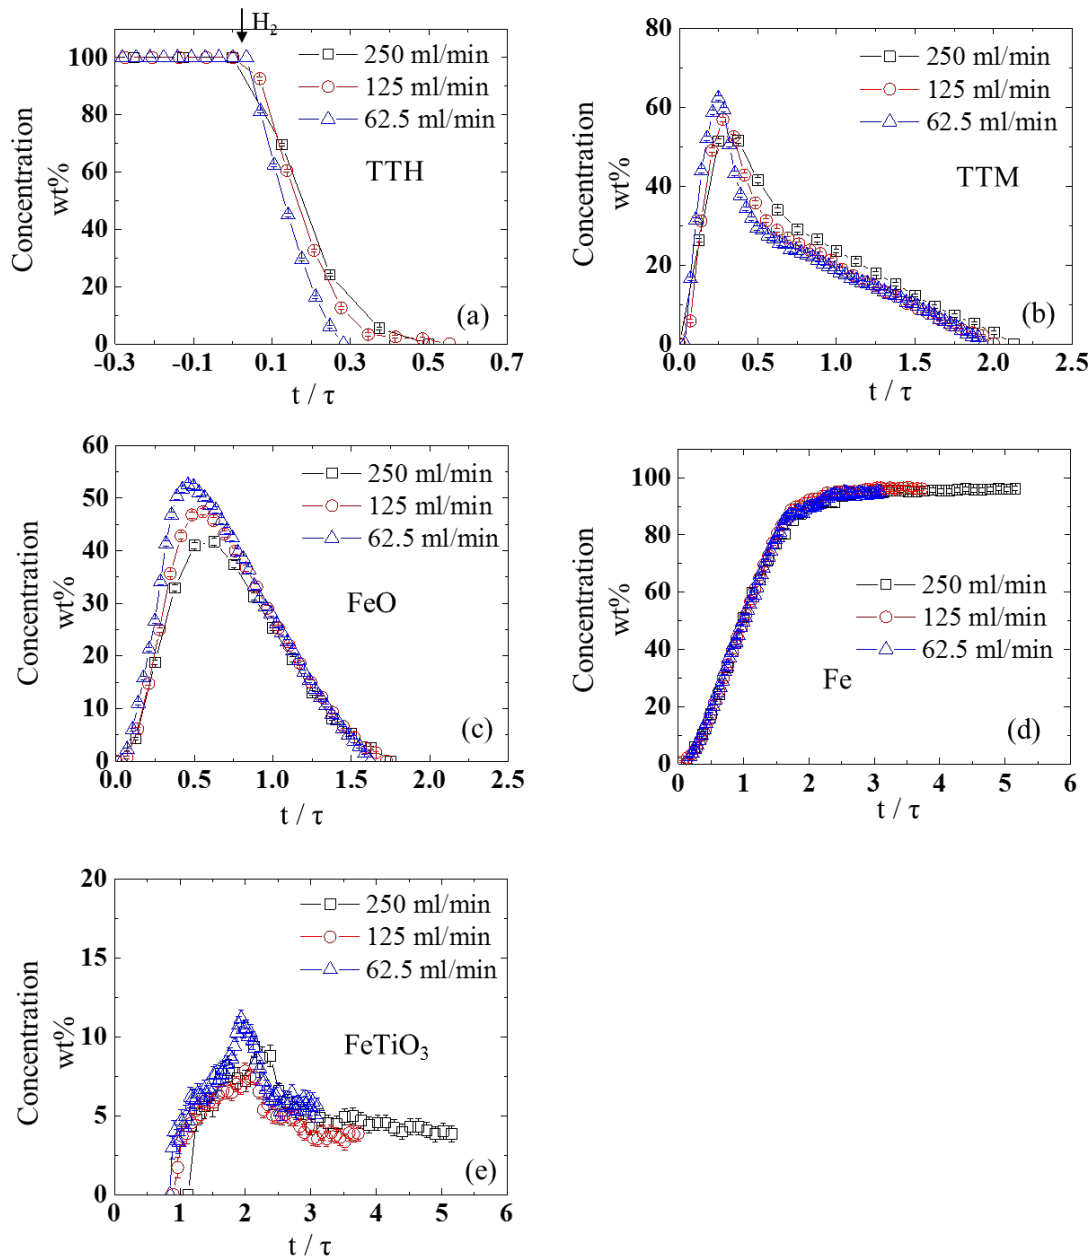 H2
250 ml/min
125 ml/min
62.5 ml/min
TTH
(a)
Concentration
wt%
100
80
60
40
20
0
-0.3 -0.1 0.1 0.3 0.5 0.7
t / τ
250 ml/min
125 ml/min
62.5 ml/min
TTM
(b)
Concentration
wt%
80
60
40
20
0
0.0 0.5 1.0 1.5 2.0 2.5
t / τ
250 ml/min
125 ml/min
62.5 ml/min
FeO
(c)
Concentration
wt%
60
50
40
30
20
10
0
0.0 0.5 1.0 1.5 2.0 2.5
t / τ
250 ml/min
125 ml/min
62.5 ml/min
Fe
(d)
Concentration
wt%
100
80
60
40
20
0
0 1 2 3 4 5 6
t / τ
250 ml/min
125 ml/min
62.5 ml/min
FeTiO3
(e)
Concentration
wt%
20
15
10
5
0
0 1 2 3 4 5 6
t / τ